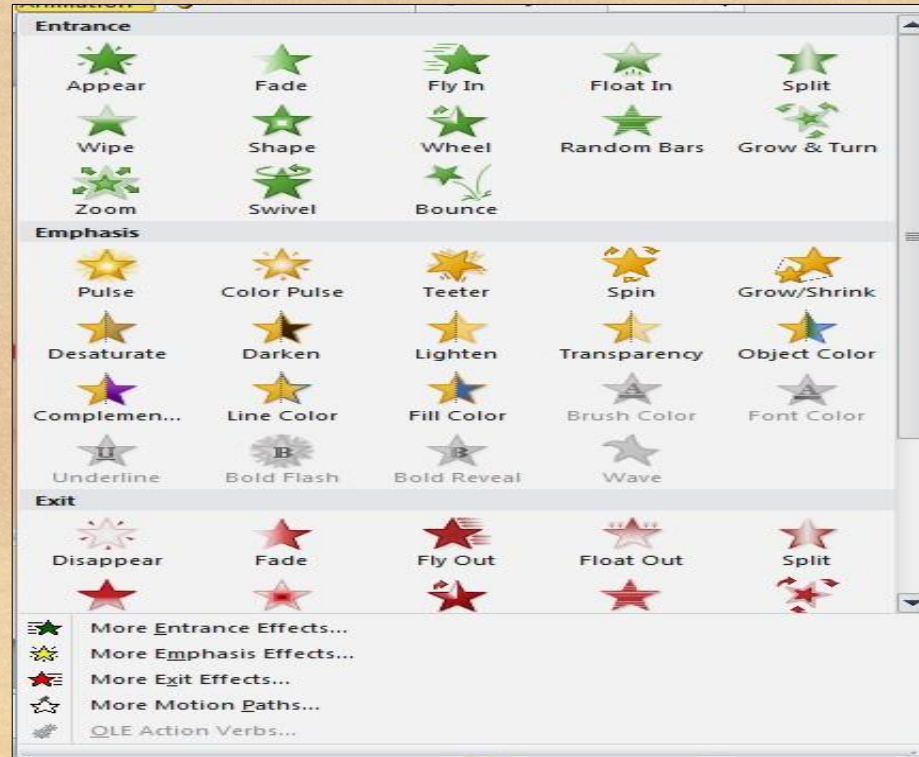 Animation
Entrance
Appear Fade Fly In Float In Split
Wipe Shape Wheel Random Bars Grow & Turn
Zoom Swivel Bounce
Emphasis
Pulse Color Pulse Teeter Spin Grow/Shrink
Desaturate Darken Lighten Transparency Object Color
Complemen... Line Color Fill Color Brush Color Font Color
Underline Bold Flash Bold Reveal Wave
Exit
Disappear Fade Fly Out Float Out Split
More Entrance Effects...
More Emphasis Effects...
More Exit Effects...
More Motion Paths...
OLE Action Verbs...